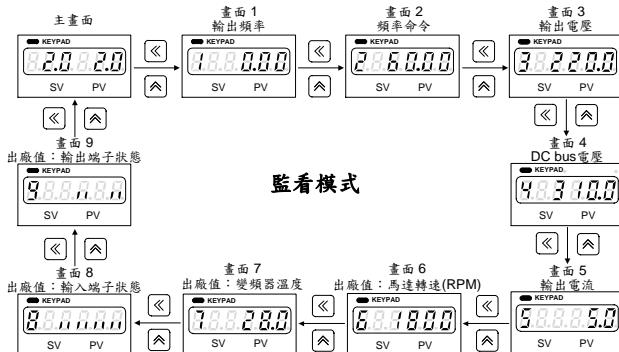 主畫面
KEYPAD
2.0 2.0
SV PV
畫面 1
輸出頻率
KEYPAD
1 0.00
SV PV
畫面 2
頻率命令
KEYPAD
2 60.00
SV PV
畫面 3
輸出電壓
KEYPAD
3 220.0
SV PV
畫面 4
DC bus電壓
KEYPAD
4 310.0
SV PV
畫面 5
輸出電流
KEYPAD
5 5.0
SV PV
畫面 6
出廠值：馬達轉速(RPM)
KEYPAD
6 1800
SV PV
畫面 7
出廠值：變頻器溫度
KEYPAD
7 28.0
SV PV
畫面 8
出廠值：輸入端子狀態
KEYPAD
8
SV PV
畫面 9
出廠值：輸出端子狀態
KEYPAD
9
SV PV
監看模式